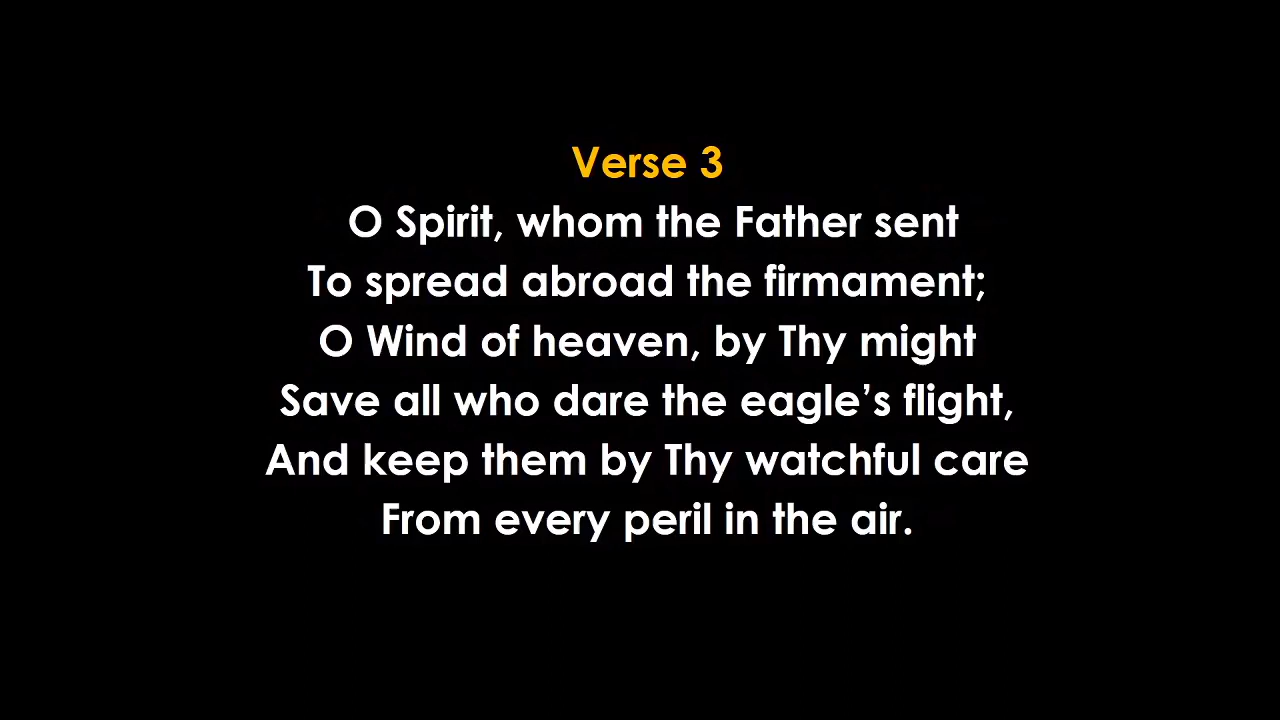 Verse 3
O Spirit, whom the Father sent
To spread abroad the firmament;
O Wind of heaven, by Thy might
Save all who dare the eagle’s flight,
And keep them by Thy watchful care
From every peril in the air.